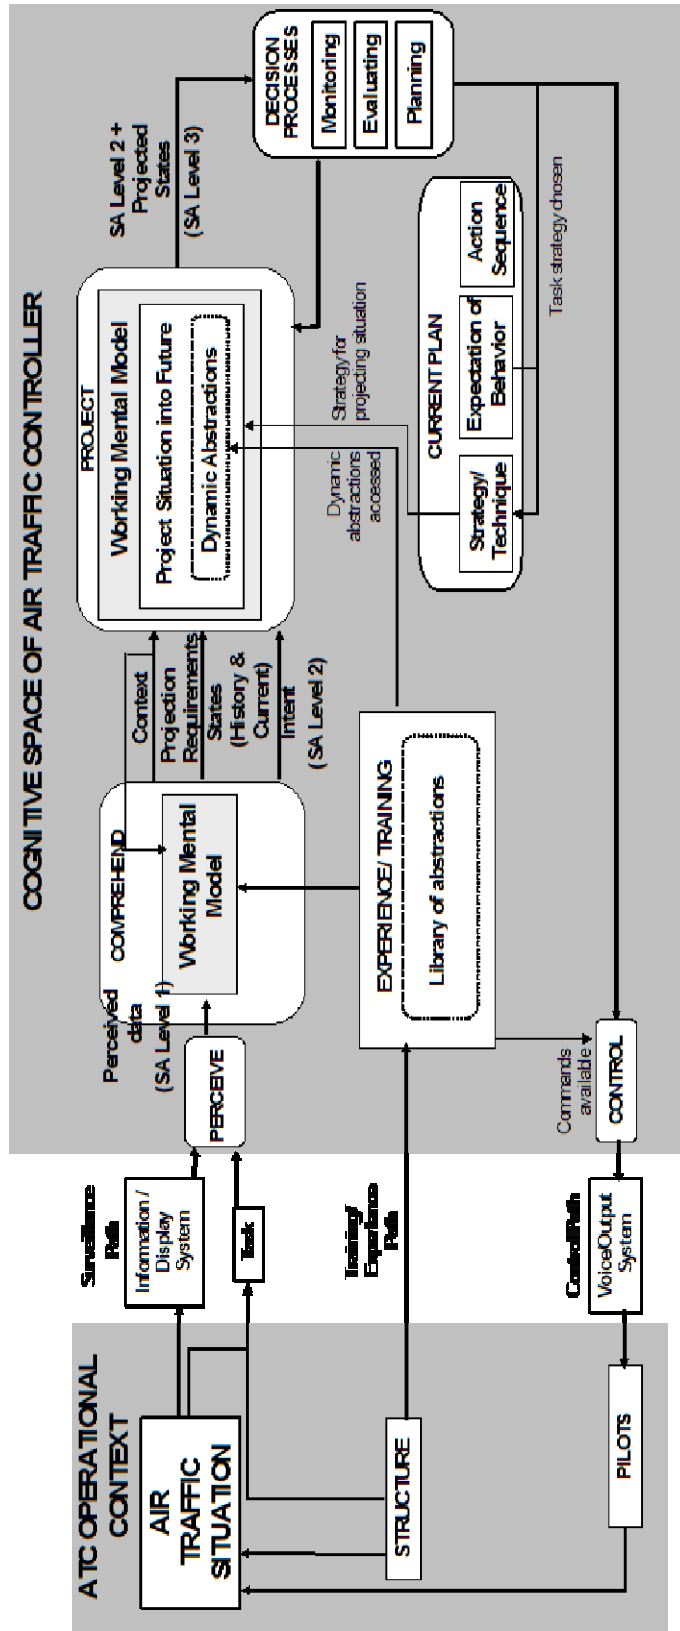 COGNITIVE SPACE OF AIR TRAFFIC CONTROLLER
ATC OPERATIONAL
CONTEXT
AIR
TRAFFIC
SITUATION
STRUCTURE
PILOTS
Surveillance
Path
Information /
Display
System
Task
Training/
Experience
Path
Control Path
Voice/Output
System
PERCEIVE
Perceived
data
(SA Level 1)
COMPREHEND
Working Mental
Model
Context
Projection
Requirements
States
(History &
Current)
Intent
(SA Level 2)
EXPERIENCE/ TRAINING
Library of abstractions
Commands
available
CONTROL
PROJECT
Working Mental Model
Project Situation into Future
Dynamic Abstractions
Dynamic
abstractions
accessed
Strategy for
projecting situation
SA Level 2 +
Projected
States
(SA Level 3)
DECISION
PROCESSES
Monitoring
Evaluating
Planning
CURRENT PLAN
Strategy/
Technique
Expectation of
Behavior
Action
Sequence
Task strategy chosen